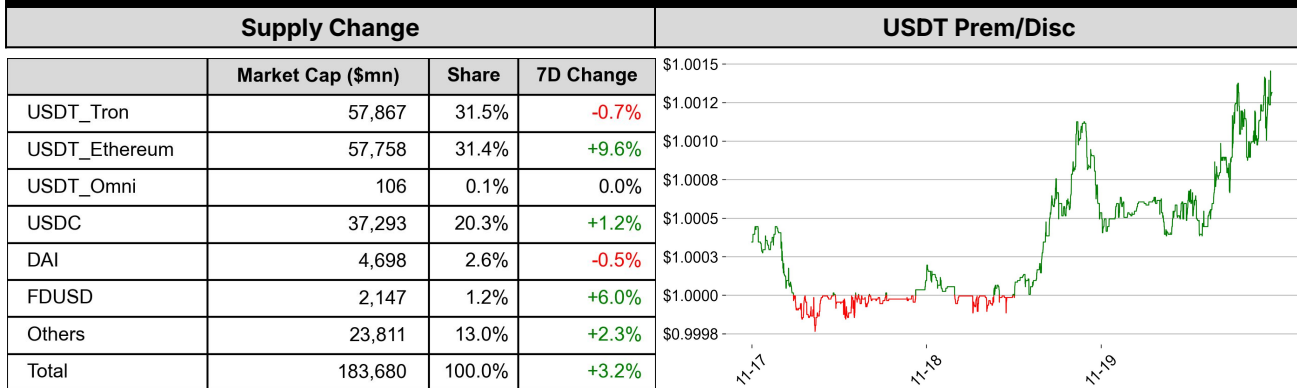 Supply Change
USDT Prem/Disc
Market Cap ($mn) Share 7D Change
USDT_Tron 57,867 31.5% -0.7%
USDT_Ethereum 57,758 31.4% +9.6%
USDT_Omni 106 0.1% 0.0%
USDC 37,293 20.3% +1.2%
DAI 4,698 2.6% -0.5%
FDUSD 2,147 1.2% +6.0%
Others 23,811 13.0% +2.3%
Total 183,680 100.0% +3.2%
$1.0015
$1.0012
$1.0010
$1.0008
$1.0005
$1.0003
$1.0000
$0.9998
11-17
11-18
11-19